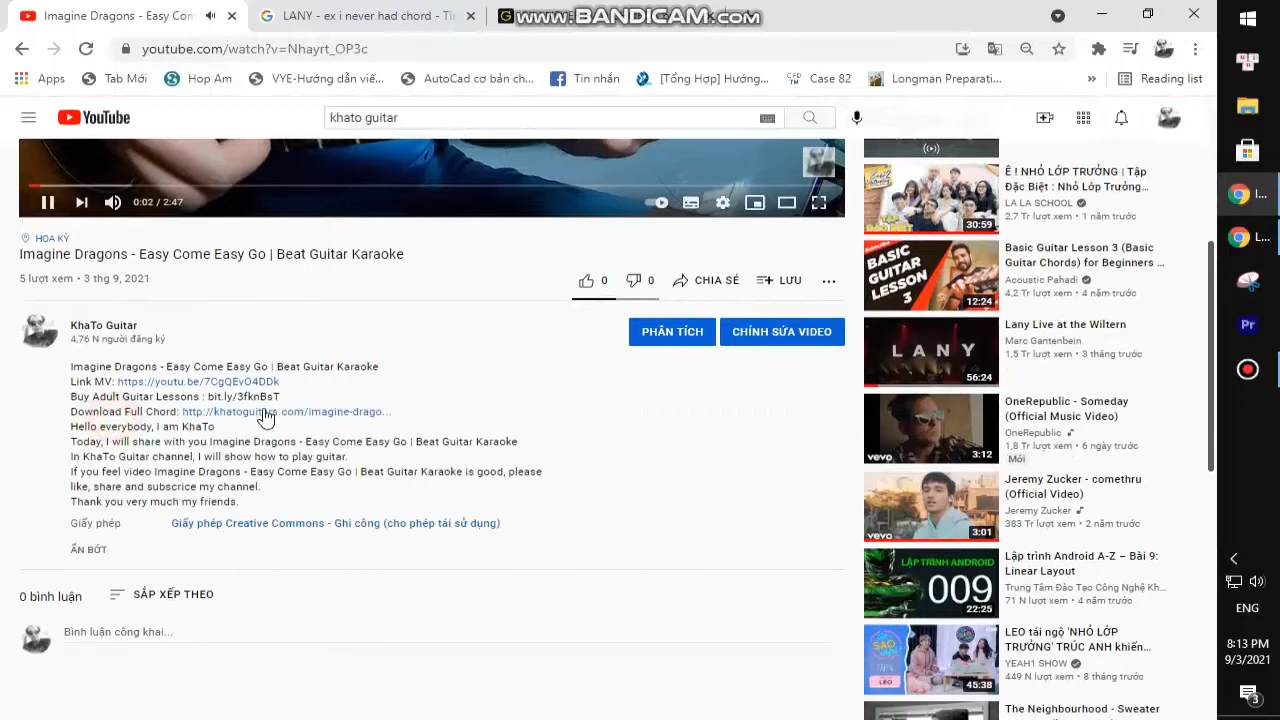 Imagine Dragons - Easy Com
LANY - ex i never had chord - Ti
www.BANDICAM.com
youtube.com/watch?v=Nhayrt_OP3c
Apps
Tab Mới
Hop Am
VYE-Hướng dẫn viế...
AutoCad cơ bản ch...
Tin nhắn
[Tổng Hợp] Hướng...
Case 82
Longman Preparati...
»
Reading list
YouTube
khato guitar
0:02 / 2:47
HOA KỲ
Imagine Dragons - Easy Come Easy Go | Beat Guitar Karaoke
5 lượt xem • 3 thg 9, 2021
0
0
CHIA SẺ
LƯU
KhaTo Guitar
4,76 N người đăng ký
PHÂN TÍCH
CHỈNH SỬA VIDEO
Imagine Dragons - Easy Come Easy Go | Beat Guitar Karaoke
Link MV: https://youtu.be/7CgQEvO4DDk
Buy Adult Guitar Lessons : bit.ly/3fknBsT
Download Full Chord: http://khatoguitar.com/imagine-drago...
Hello everybody, I am KhaTo
Today, I will share with you Imagine Dragons - Easy Come Easy Go | Beat Guitar Karaoke
In KhaTo Guitar channel, I will show how to play guitar.
If you feel video Imagine Dragons - Easy Come Easy Go | Beat Guitar Karaoke is good, please
like, share and subscrice my channel.
Thank you very much my friends.
Giấy phép
Giấy phép Creative Commons - Ghi công (cho phép tái sử dụng)
ẨN BỚT
0 bình luận
SẮP XẾP THEO
Bình luận công khai...
30:59
Ê ! NHỎ LỚP TRƯỞNG | Tập
Đặc Biệt : Nhỏ Lớp Trưởng...
LA LA SCHOOL
2,7 Tr lượt xem • 1 năm trước
BASIC
GUITAR
LESSON
3
12:24
Basic Guitar Lesson 3 (Basic
Guitar Chords) for Beginners ...
Acoustic Pahadi
4,2 Tr lượt xem • 4 năm trước
LANY
56:24
Lany Live at the Wiltern
Marc Gantenbein
1,5 Tr lượt xem • 3 tháng trước
vevo
3:12
OneRepublic - Someday
(Official Music Video)
OneRepublic
1,8 Tr lượt xem • 6 ngày trước
Mới
vevo
3:01
Jeremy Zucker - comethru
(Official Video)
Jeremy Zucker
383 Tr lượt xem • 2 năm trước
LẬP TRÌNH ANDROID
009
22:25
Lập trình Android A-Z – Bài 9:
Linear Layout
Trung Tâm Đào Tạo Công Nghệ Kh...
71 N lượt xem • 4 năm trước
LEO
45:38
LEO tái ngộ 'NHỎ LỚP
TRƯỞNG' TRÚC ANH khiến...
YEAH1 SHOW
449 N lượt xem • 8 tháng trước
The Neighbourhood - Sweater
I...
L...
Pr
ENG
8:13 PM
9/3/2021
3